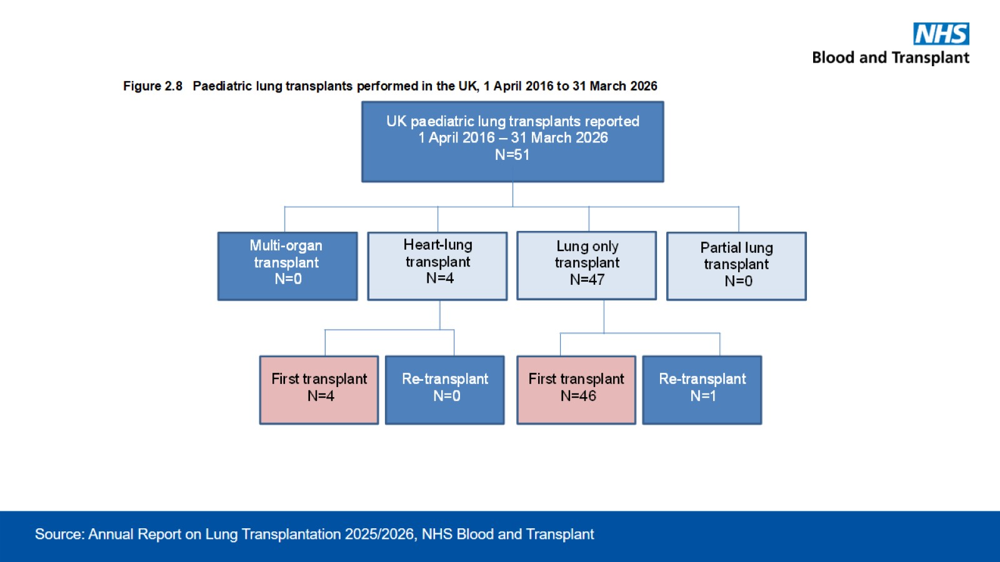 NHS
Blood and Transplant
Figure 2.8 Paediatric lung transplants performed in the UK, 1 April 2016 to 31 March 2026
UK paediatric lung transplants reported
1 April 2016 – 31 March 2026
N=51
Multi-organ
transplant
N=0
Heart-lung
transplant
N=4
Lung only
transplant
N=47
Partial lung
transplant
N=0
First transplant
N=4
Re-transplant
N=0
First transplant
N=46
Re-transplant
N=1
Source: Annual Report on Lung Transplantation 2025/2026, NHS Blood and Transplant